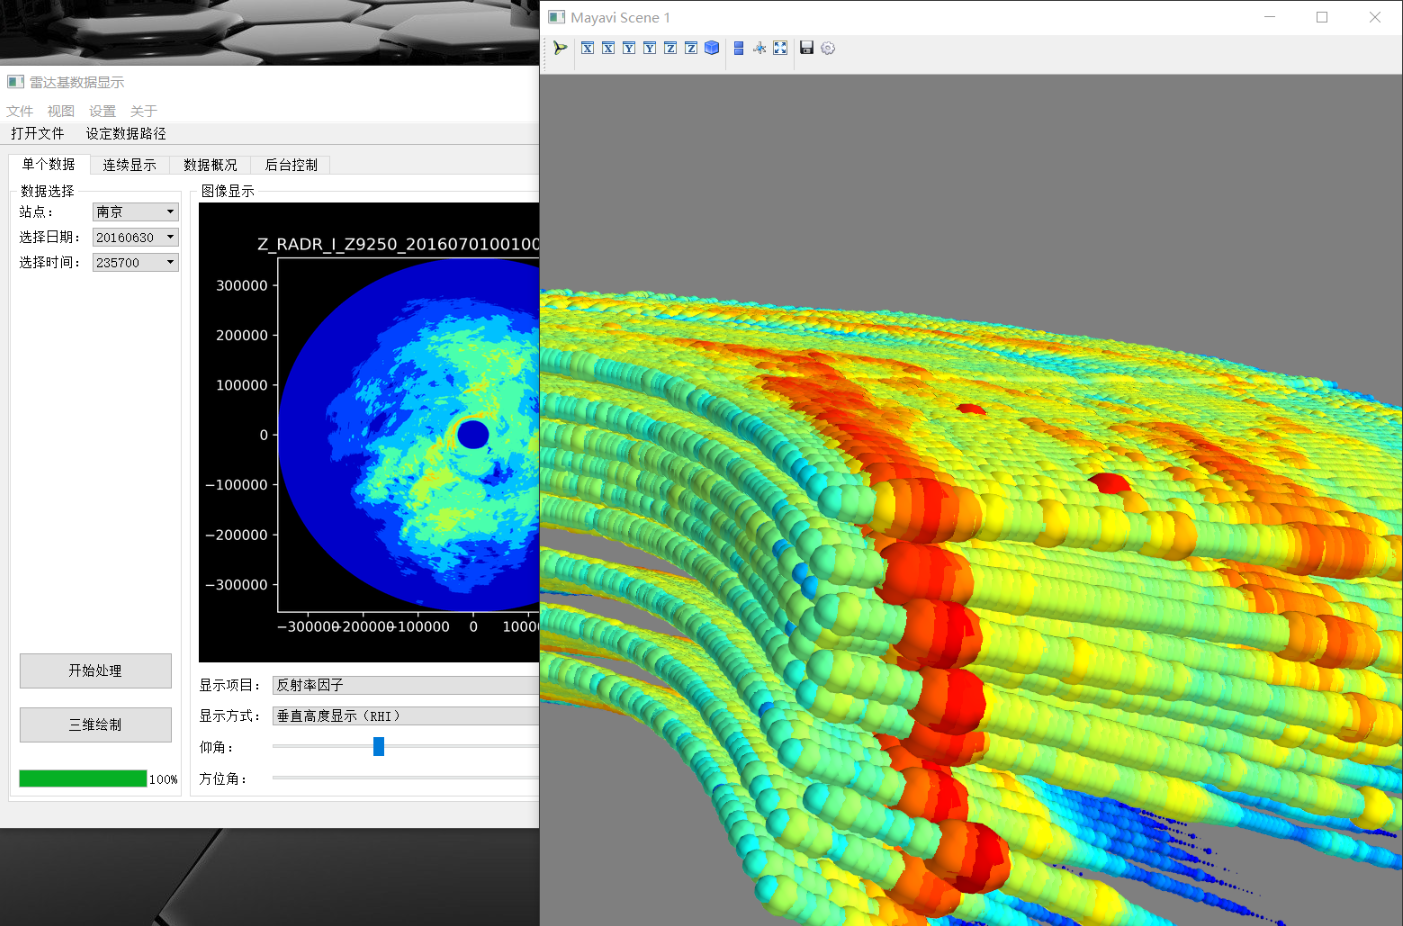 雷达基数据显示
文件 视图 设置 关于
打开文件 设定数据路径
单个数据 连续显示 数据概况 后台控制
数据选择
站点： 南京
选择日期： 20160630
选择时间： 235700
开始处理
三维绘制
100%
图像显示
Z_RADR_I_Z9250_2016070100100
300000
200000
100000
0
−100000
−200000
−300000
−300000 −200000 −100000 0 10000
显示项目： 反射率因子
显示方式： 垂直高度显示（RHI）
仰角：
方位角：
Mayavi Scene 1
X X Y Y Z Z